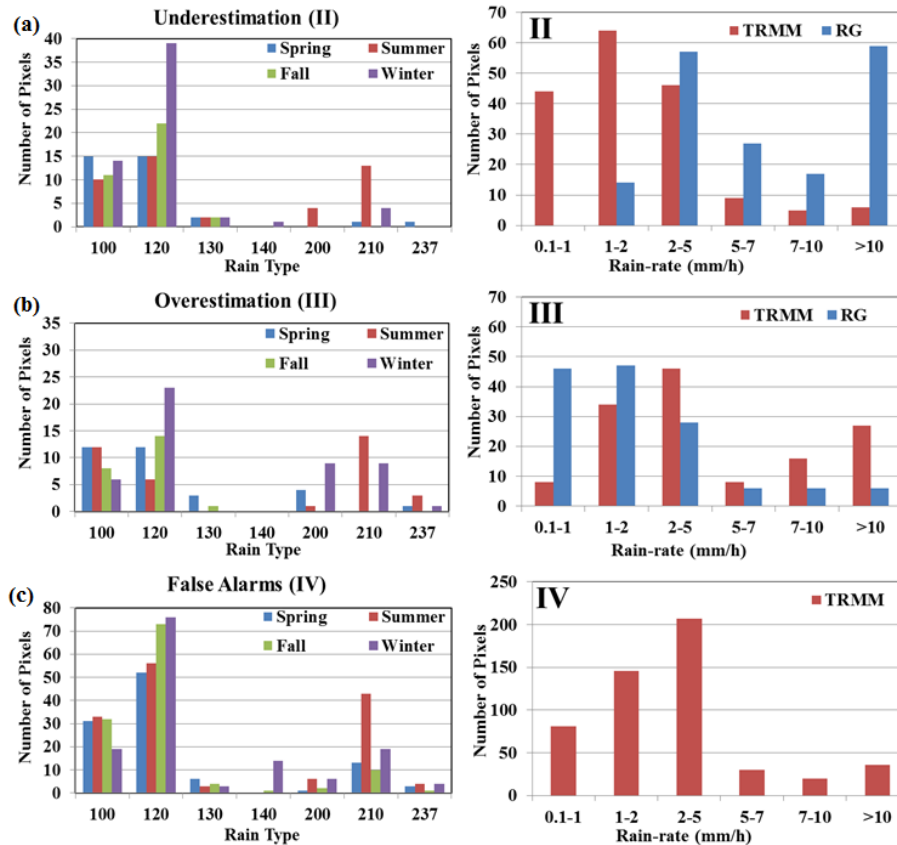 (a)
Underestimation (II)
Number of Pixels
40
35
30
25
20
15
10
5
0
Spring
Summer
Fall
Winter
100 120 130 140 200 210 237
Rain Type
II
TRMM
RG
Number of Pixels
70
60
50
40
30
20
10
0
0.1-1 1-2 2-5 5-7 7-10 >10
Rain-rate (mm/h)
(b)
Overestimation (III)
Number of Pixels
35
30
25
20
15
10
5
0
Spring
Summer
Fall
Winter
100 120 130 140 200 210 237
Rain Type
III
TRMM
RG
Number of Pixels
70
60
50
40
30
20
10
0
0.1-1 1-2 2-5 5-7 7-10 >10
Rain-rate (mm/h)
(c)
False Alarms (IV)
Number of Pixels
80
70
60
50
40
30
20
10
0
Spring
Summer
Fall
Winter
100 120 130 140 200 210 237
Rain Type
IV
TRMM
Number of Pixels
250
200
150
100
50
0
0.1-1 1-2 2-5 5-7 7-10 >10
Rain-rate (mm/h)